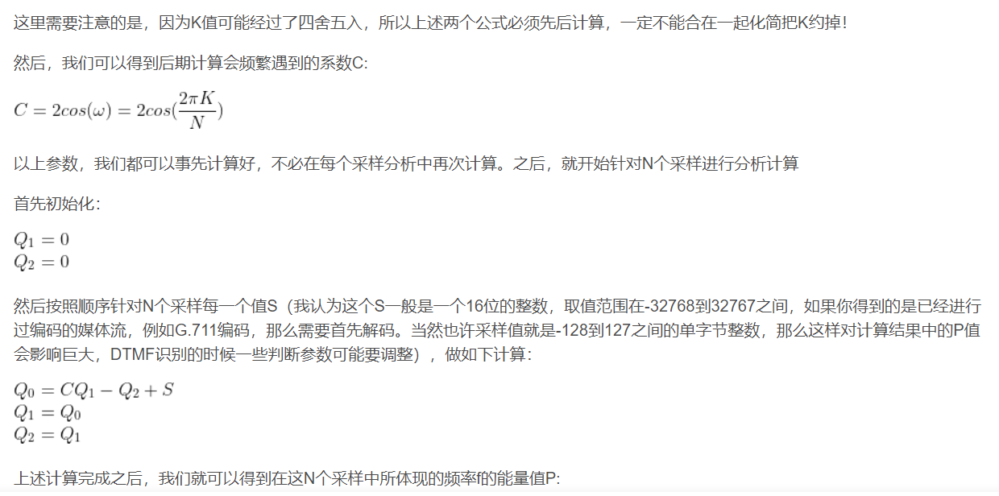 这里需要注意的是，因为K值可能经过了四舍五入，所以上述两个公式必须先后计算，一定不能合在一起化简把K约掉！
然后，我们可以得到后期计算会频繁遇到的系数C:
C = 2cos(ω) = 2cos(2πK/N)
以上参数，我们都可以事先计算好，不必在每个采样分析中再次计算。之后，就开始针对N个采样进行分析计算
首先初始化：
Q₁ = 0
Q₂ = 0
然后按照顺序针对N个采样每一个值S（我认为这个S一般是一个16位的整数，取值范围在-32768到32767之间，如果你得到的是已经进行
过编码的媒体流，例如G.711编码，那么需要首先解码。当然也许采样值就是-128到127之间的单字节整数，那么这样对计算结果中的P值
会影响巨大，DTMF识别的时候一些判断参数可能要调整），做如下计算：
Q₀ = CQ₁ − Q₂ + S
Q₁ = Q₀
Q₂ = Q₁
上述计算完成之后，我们就可以得到在这N个采样中所体现的频率f的能量值P: